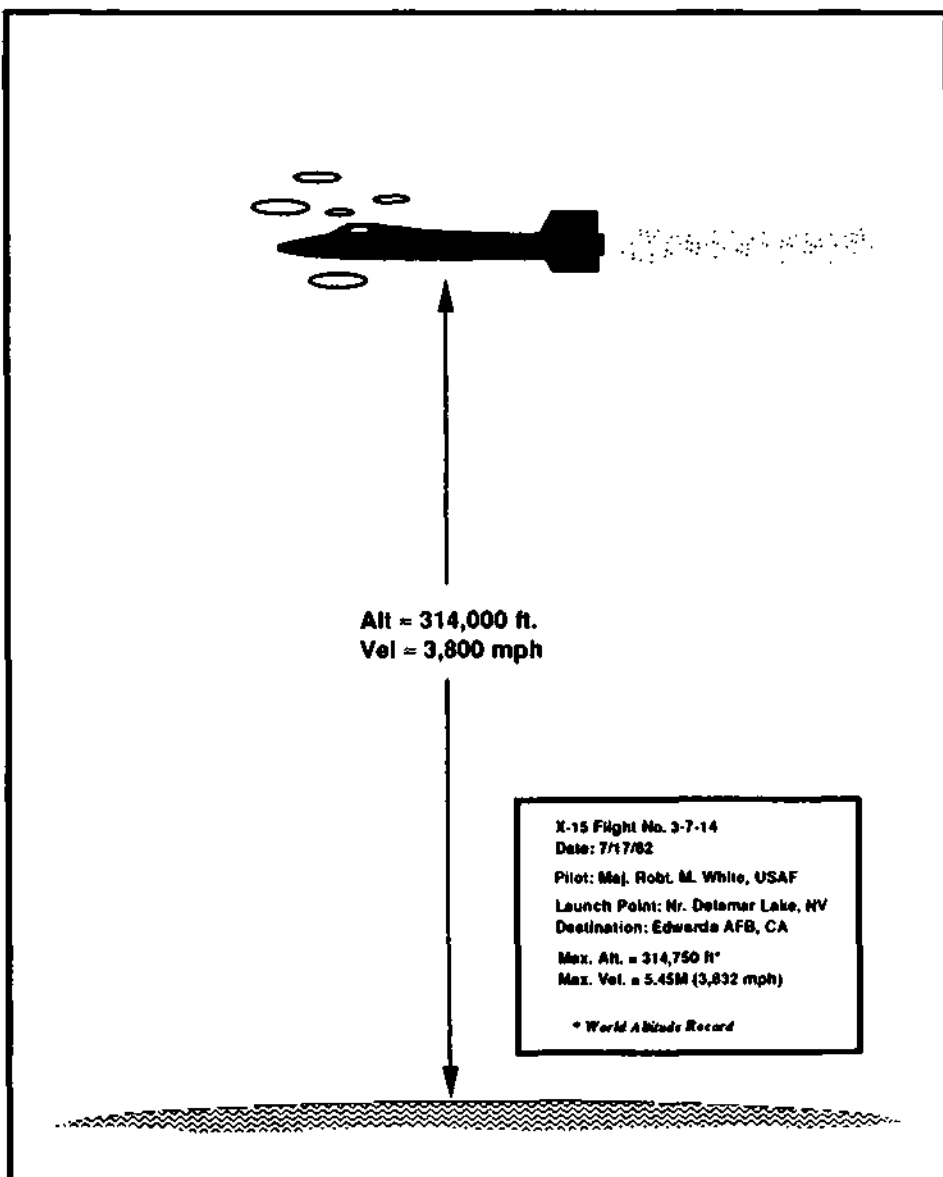 Alt ≈ 314,000 ft.
Vel ≈ 3,800 mph
X-15 Flight No. 3-7-14
Date: 7/17/62
Pilot: Maj. Robt. M. White, USAF
Launch Point: Nr. Delamar Lake, NV
Destination: Edwards AFB, CA
Max. Alt. = 314,750 ft*
Max. Vel. = 5.45M (3,832 mph)
* World Altitude Record